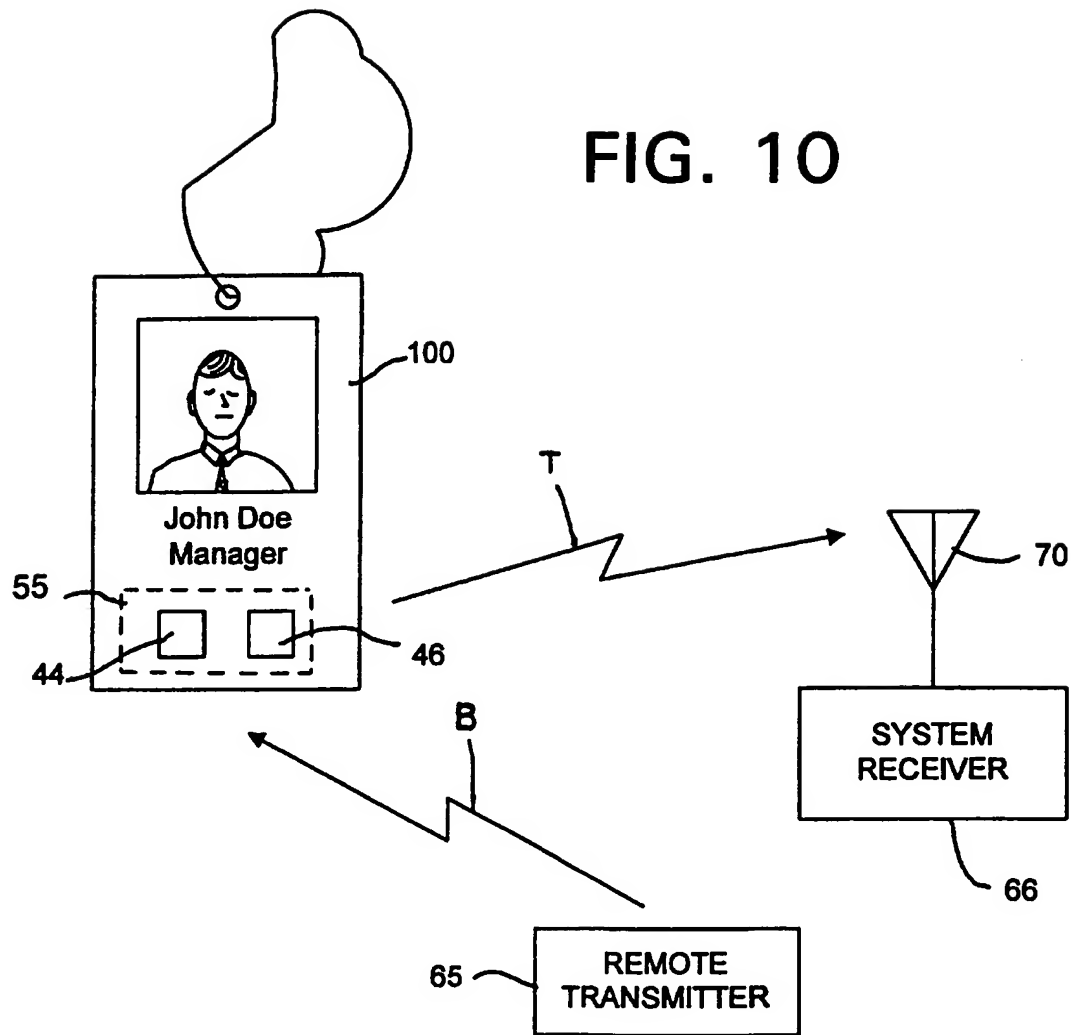 FIG. 10
100
John Doe
Manager
T
70
55
44
46
B
SYSTEM
RECEIVER
66
65
REMOTE
TRANSMITTER